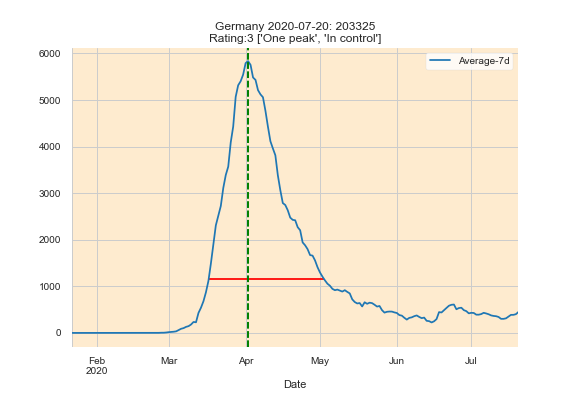 Germany 2020-07-20: 203325
Rating:3 ['One peak', 'In control']
Average-7d
6000
5000
4000
3000
2000
1000
0
Feb Mar Apr May Jun Jul
2020
Date